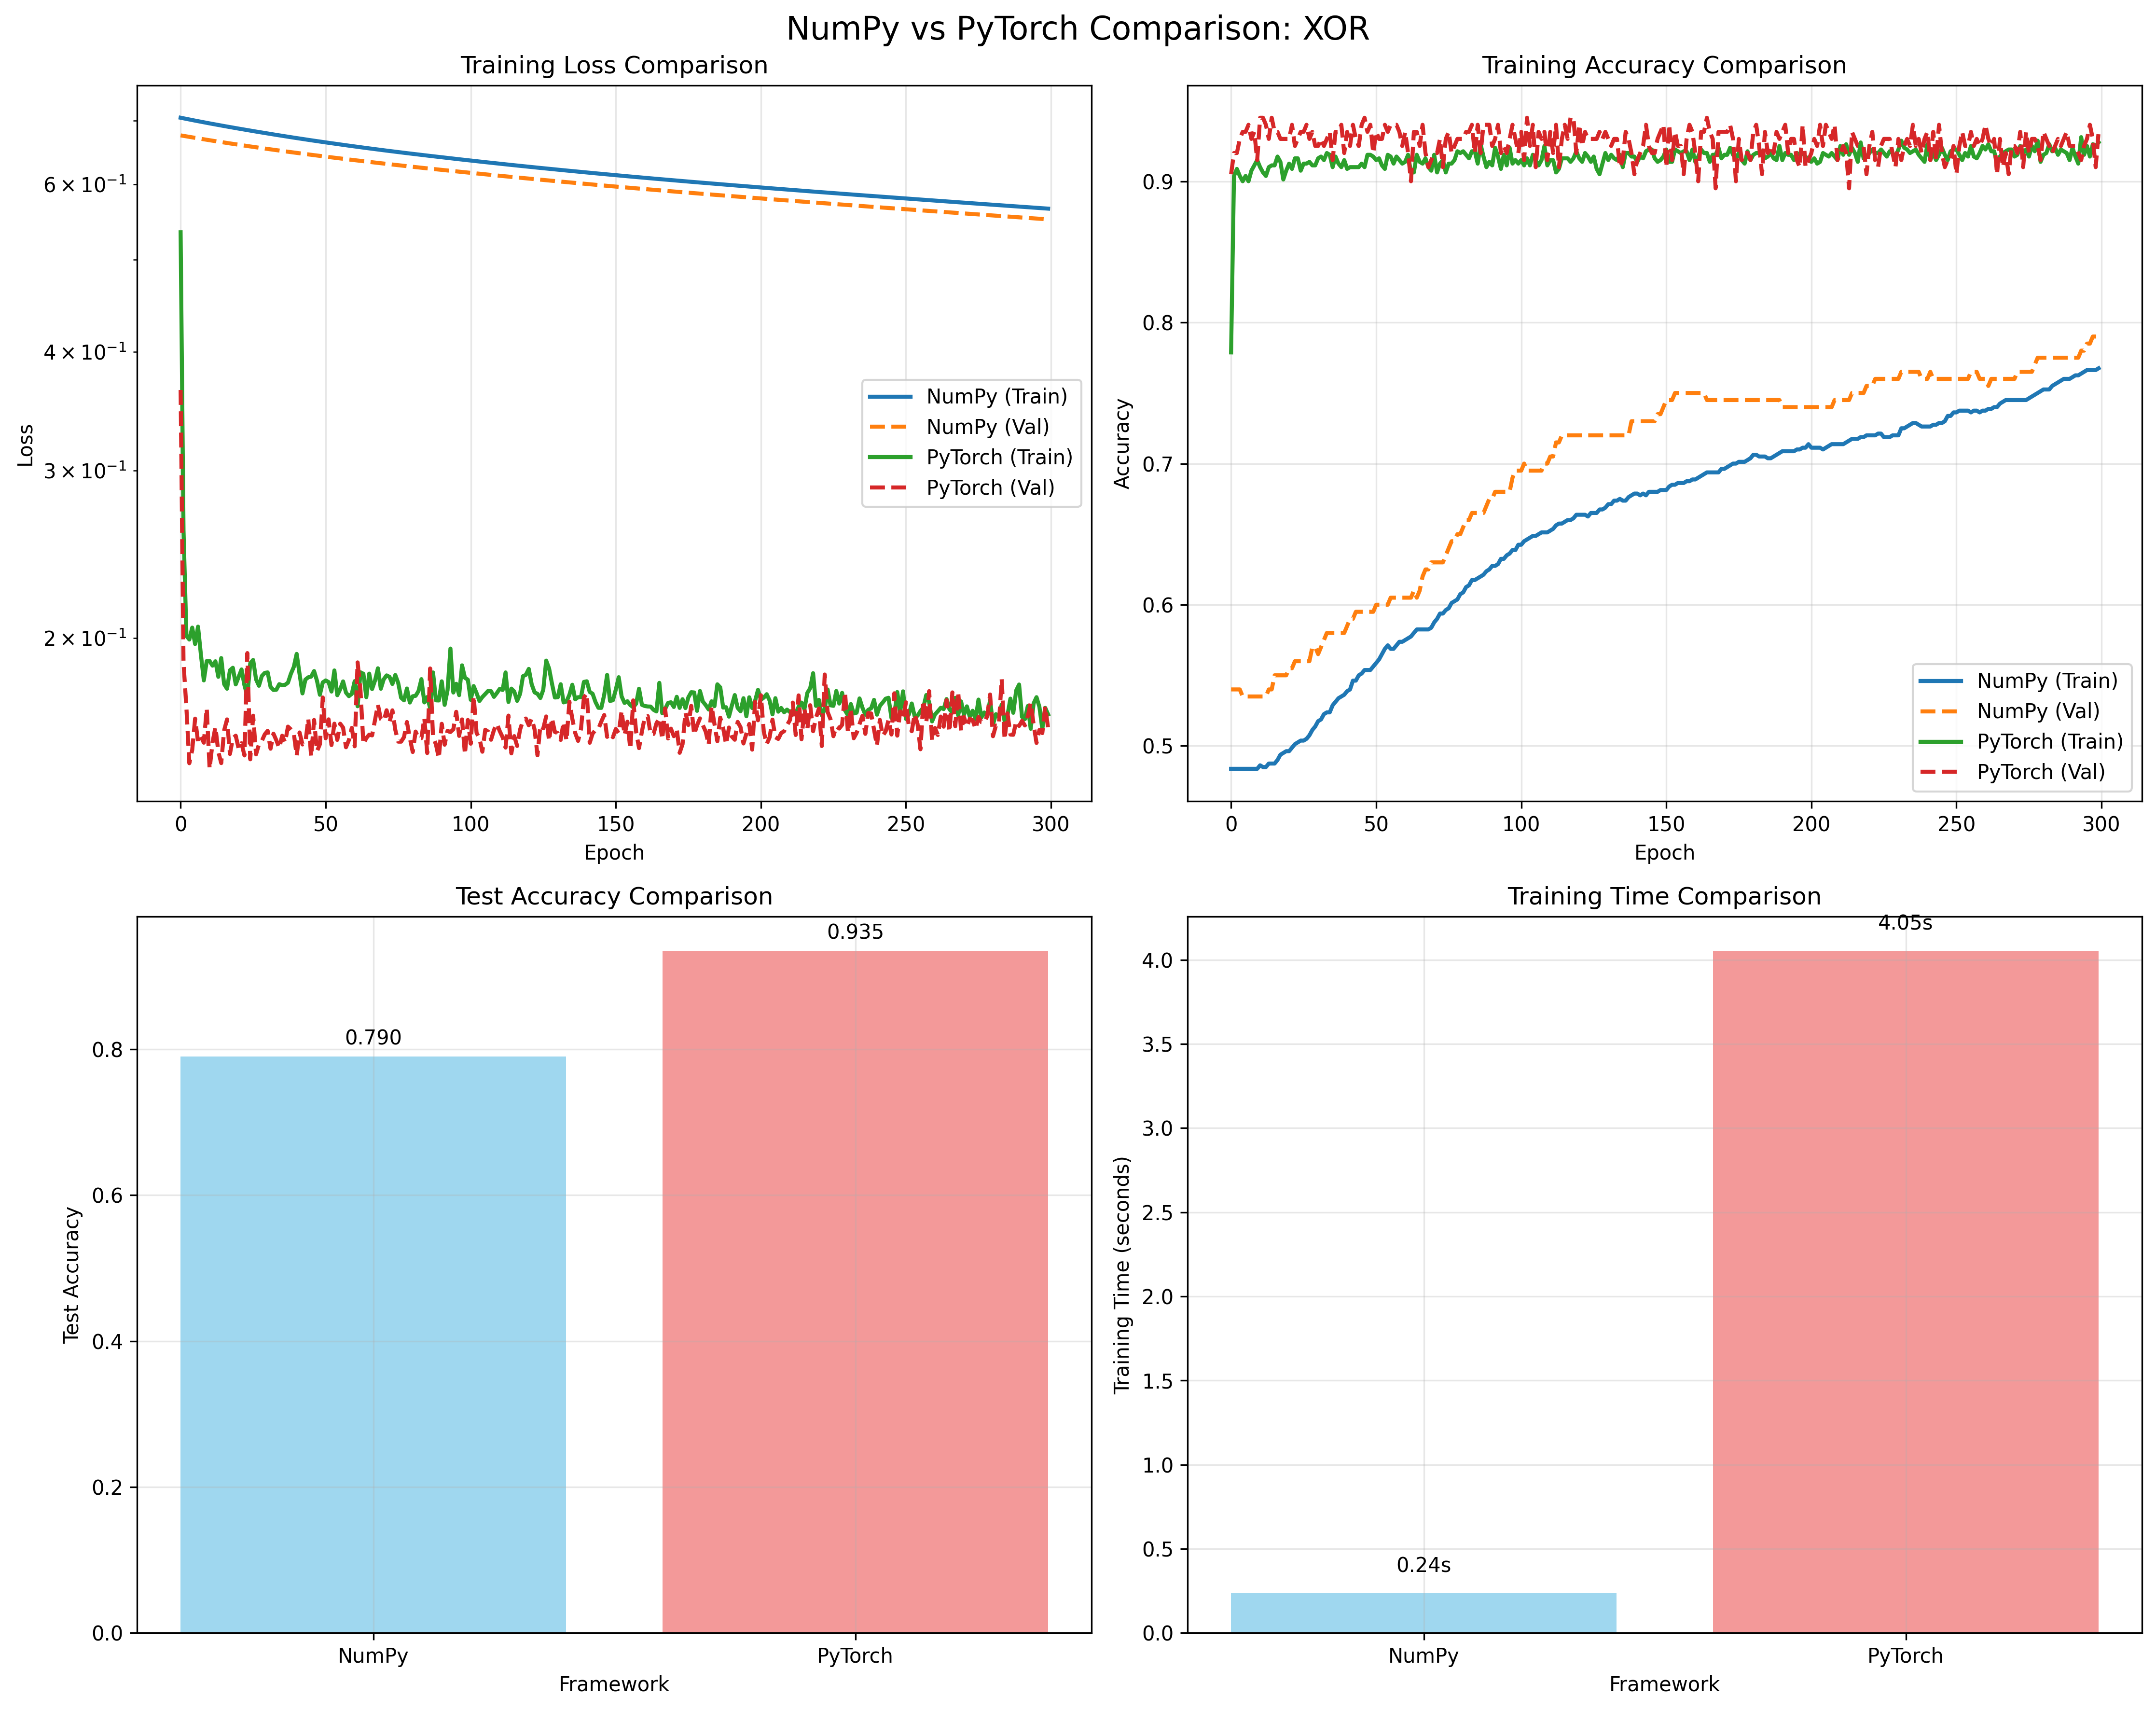 NumPy vs PyTorch Comparison: XOR
Training Loss Comparison
Loss
6 × 10⁻¹
4 × 10⁻¹
3 × 10⁻¹
2 × 10⁻¹
NumPy (Train)
NumPy (Val)
PyTorch (Train)
PyTorch (Val)
0 50 100 150 200 250 300
Epoch
Training Accuracy Comparison
Accuracy
0.9
0.8
0.7
0.6
0.5
NumPy (Train)
NumPy (Val)
PyTorch (Train)
PyTorch (Val)
0 50 100 150 200 250 300
Epoch
Test Accuracy Comparison
Test Accuracy
0.8
0.6
0.4
0.2
0.0
0.790
0.935
NumPy PyTorch
Framework
Training Time Comparison
Training Time (seconds)
4.0
3.5
3.0
2.5
2.0
1.5
1.0
0.5
0.0
0.24s
4.05s
NumPy PyTorch
Framework